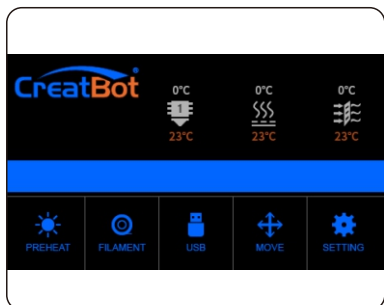 CreatBot
0°C 0°C 0°C
1
23°C 23°C 23°C
PREHEAT FILAMENT USB MOVE SETTING